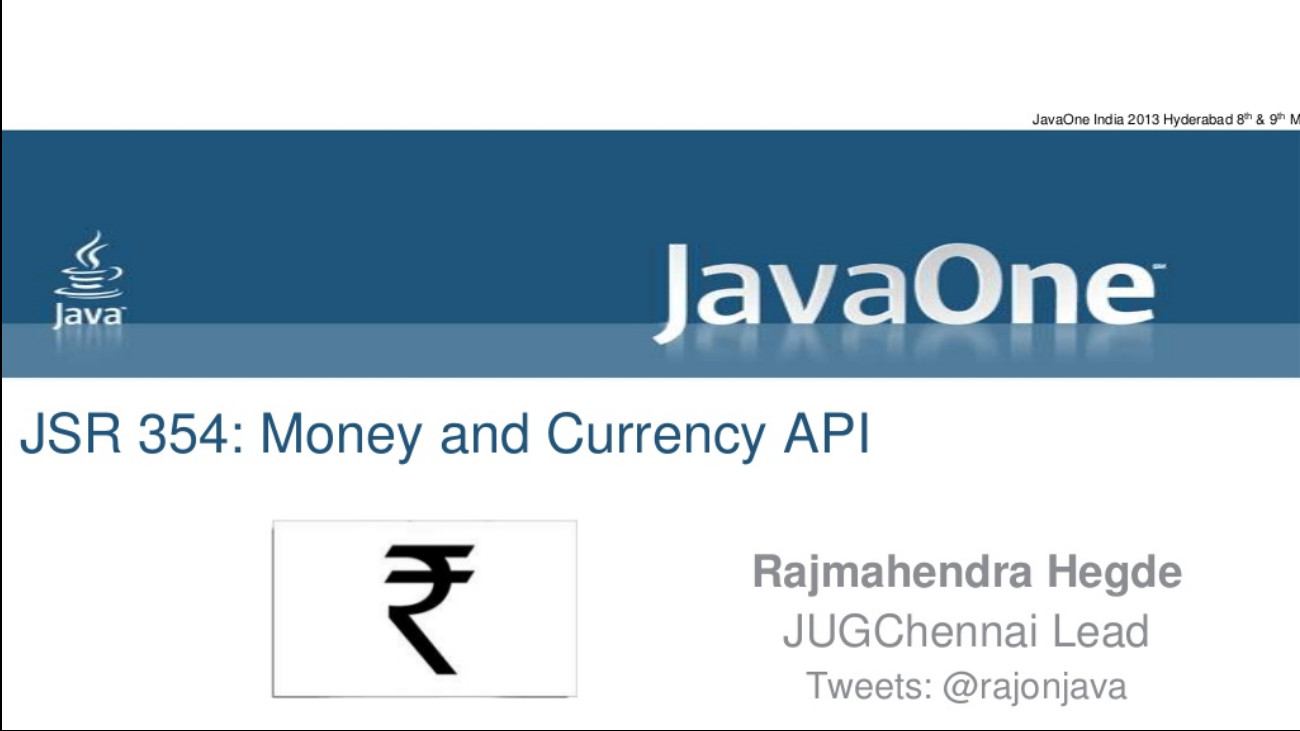 JavaOne India 2013 Hyderabad 8th & 9th M
Java
JavaOne
JSR 354: Money and Currency API
₹
Rajmahendra Hegde
JUGChennai Lead
Tweets: @rajonjava